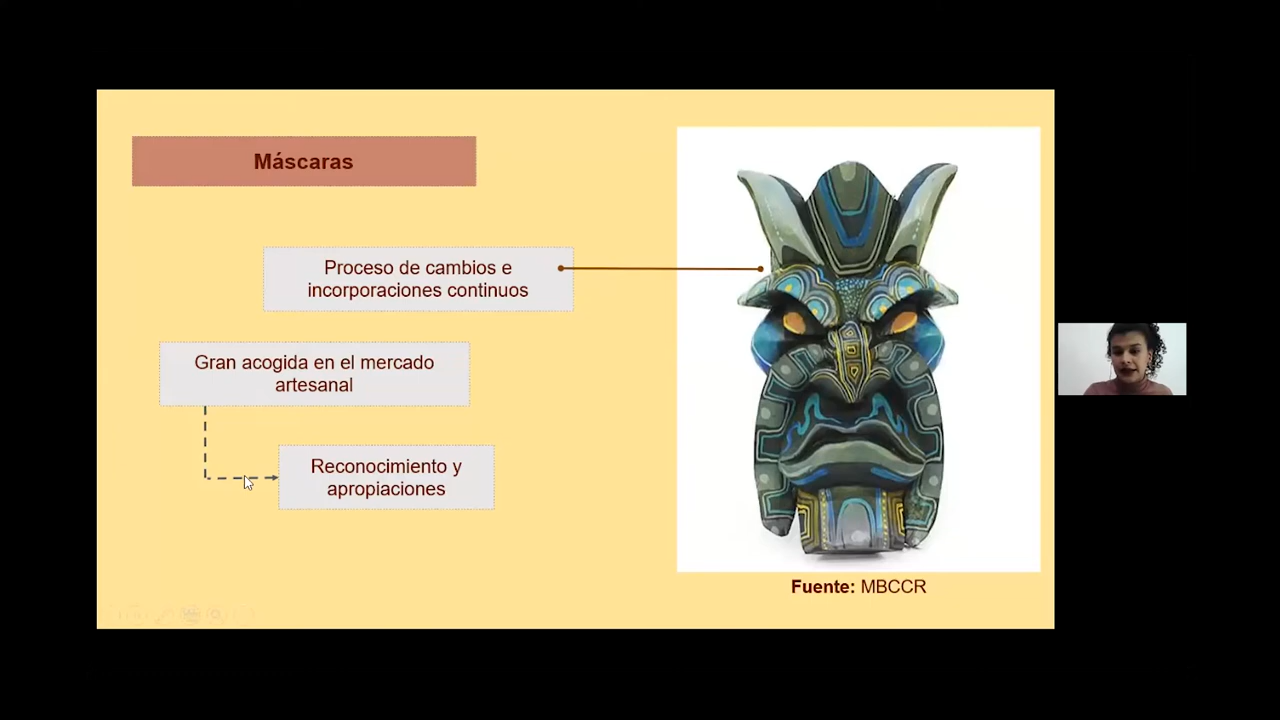 Máscaras
Proceso de cambios e
incorporaciones continuos
Gran acogida en el mercado
artesanal
Reconocimiento y
apropiaciones
Fuente: MBCCR